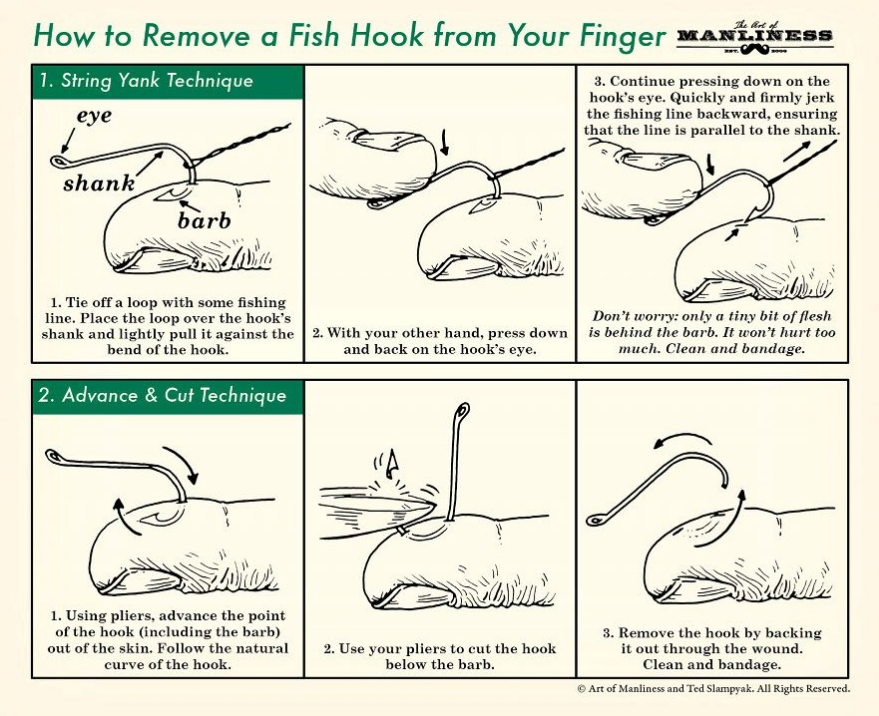 How to Remove a Fish Hook from Your Finger
The Art of
MANLINESS
EST. 2008
1. String Yank Technique
eye
shank
barb
1. Tie off a loop with some fishing
line. Place the loop over the hook's
shank and lightly pull it against the
bend of the hook.
2. With your other hand, press down
and back on the hook's eye.
3. Continue pressing down on the
hook's eye. Quickly and firmly jerk
the fishing line backward, ensuring
that the line is parallel to the shank.
Don't worry: only a tiny bit of flesh
is behind the barb. It won't hurt too
much. Clean and bandage.
2. Advance & Cut Technique
1. Using pliers, advance the point
of the hook (including the barb)
out of the skin. Follow the natural
curve of the hook.
2. Use your pliers to cut the hook
below the barb.
3. Remove the hook by backing
it out through the wound.
Clean and bandage.
© Art of Manliness and Ted Slampyak. All Rights Reserved.